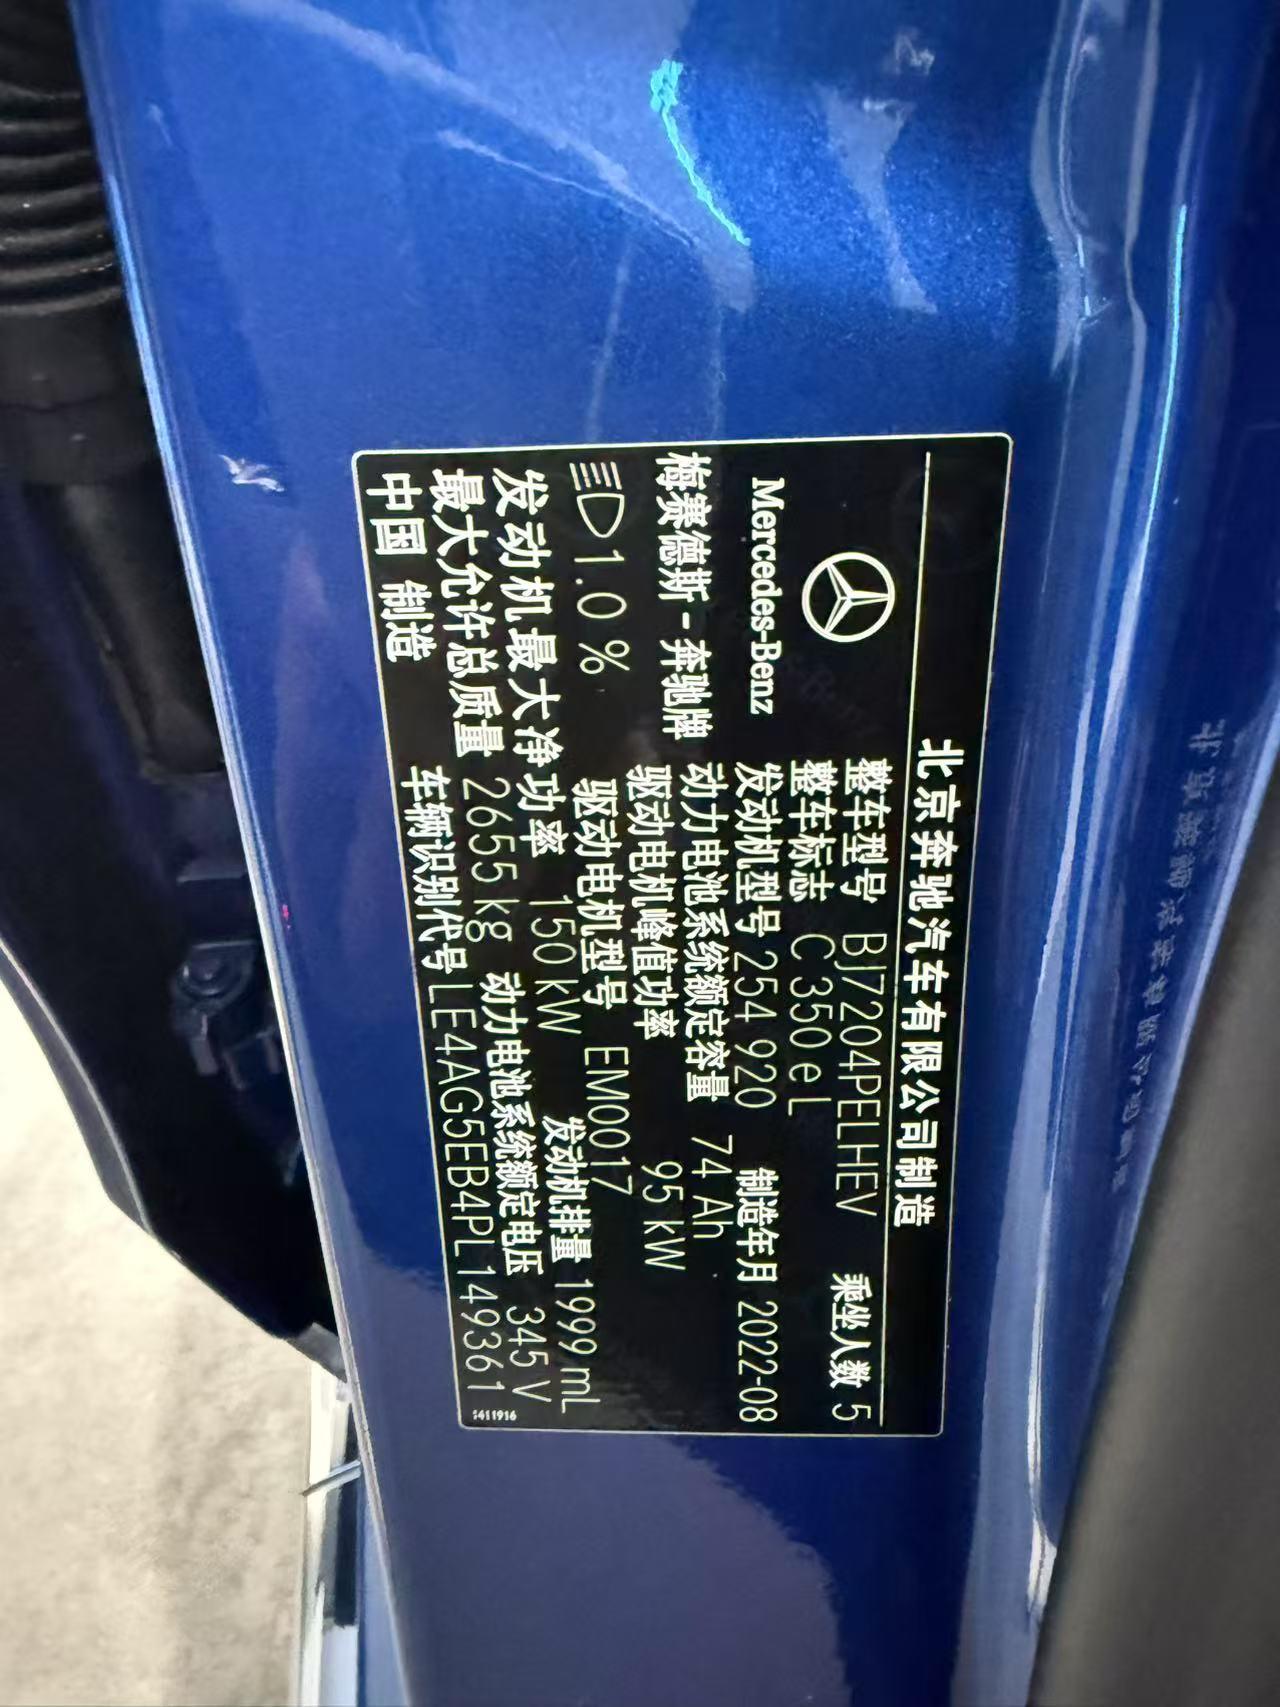 北京奔驰汽车有限公司制造
整车型号 BJ7204PELHEV 乘坐人数 5
整车标志 C 350 e L
Mercedes-Benz 发动机型号 254 920 制造年月 2022-08
梅赛德斯-奔驰牌 动力电池系统额定容量 74 Ah
驱动电机峰值功率 95 kW
1.0 % 驱动电机型号 EM0017
发动机最大净功率 150 kW 发动机排量 1999 mL
最大允许总质量 2655 kg 动力电池系统额定电压 345 V
中国 制造 车辆识别代号 LE4AG5EB4PL149361
1411916